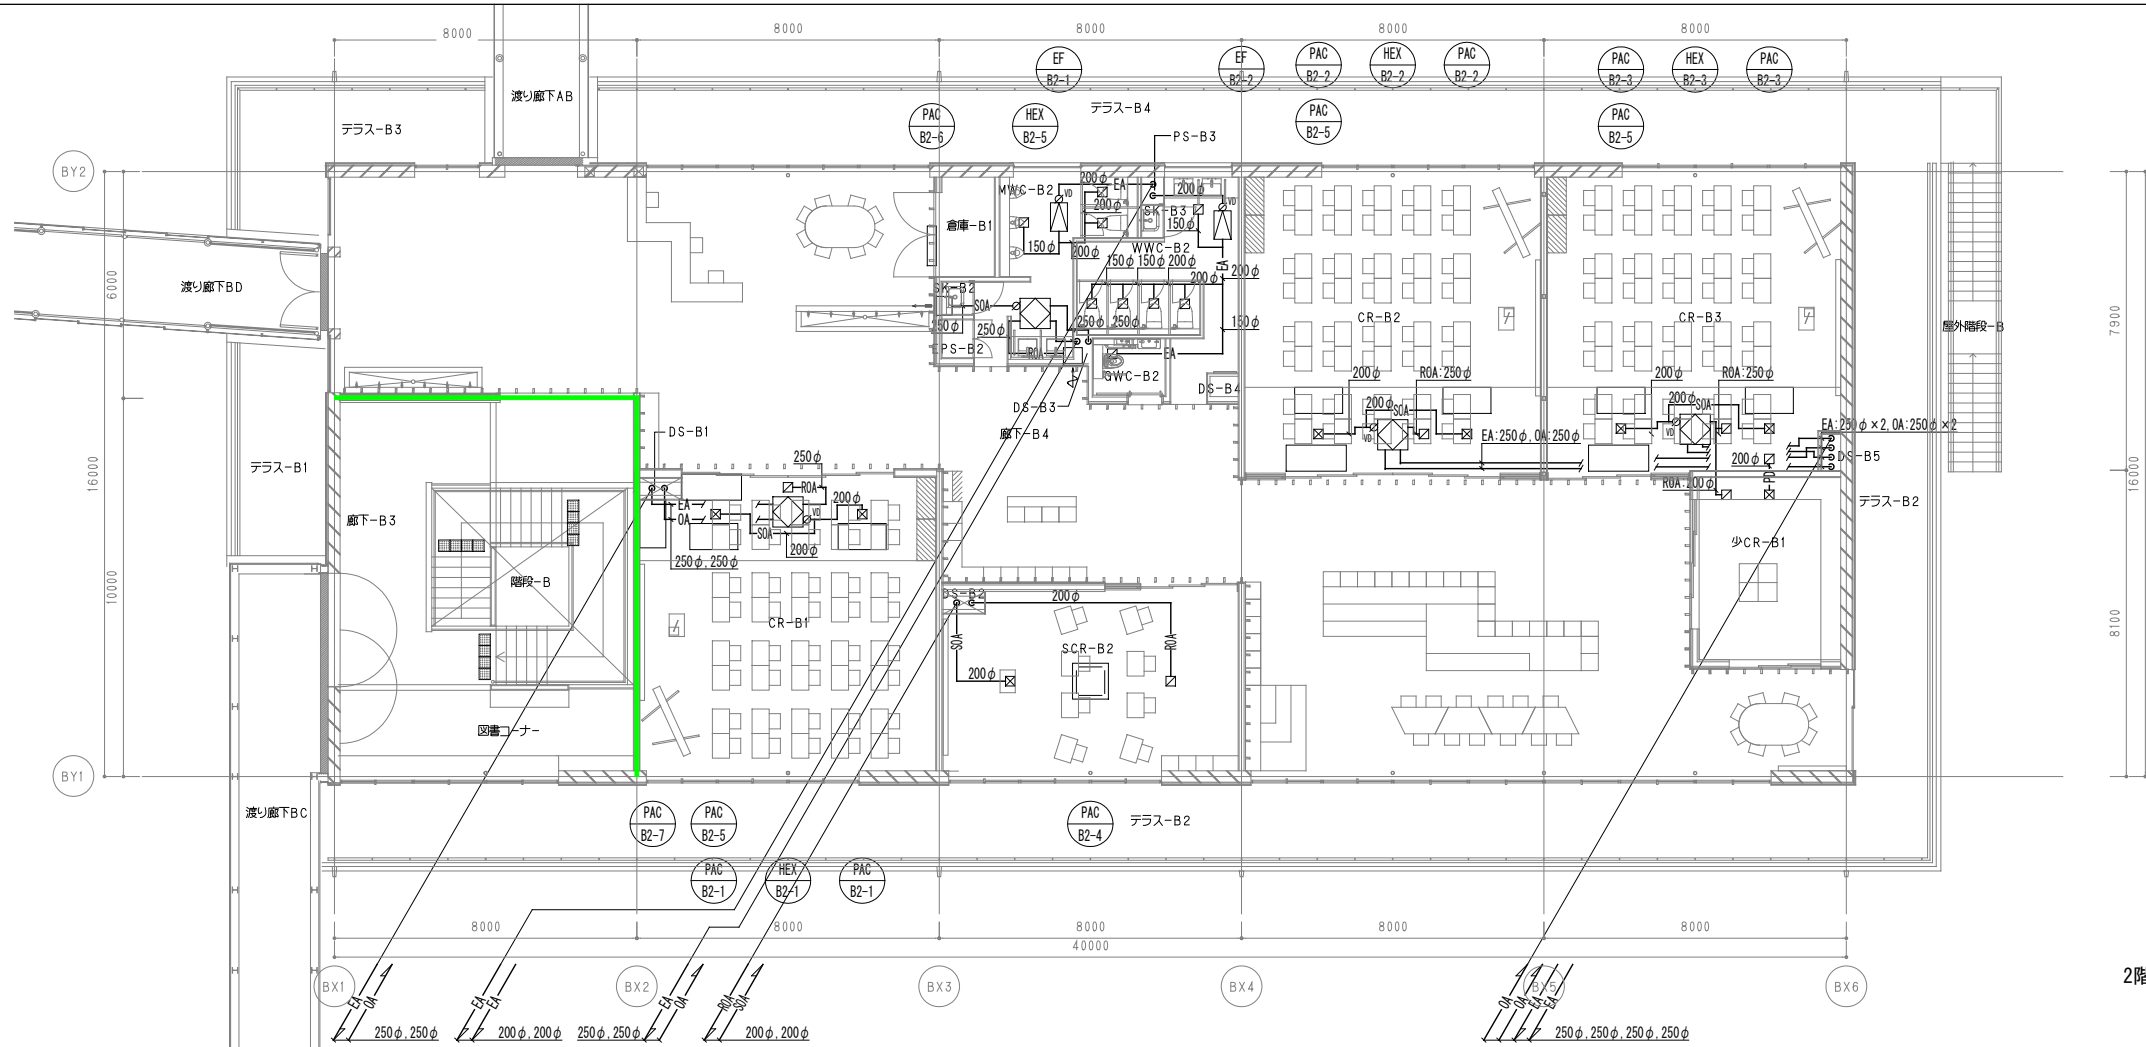 8000
8000
8000
8000
8000
EF
B2-1
EF
B2-2
PAC
B2-2
HEX
B2-2
PAC
B2-2
PAC
B2-3
HEX
B2-3
PAC
B2-3
渡り廊下AB
テラス-B3
テラス-B4
PAC
B2-6
HEX
B2-5
PAC
B2-5
PAC
B2-5
PS-B3
BY2
MWC-B2
倉庫-B1
200φ
EA
VD
200φ
200φ
SK-B3
VD
150φ
150φ
200φ
WWC-B2
150φ
150φ
200φ
200φ
EA
200φ
渡り廊下BD
6000
SK-B2
SOA
250φ
250φ
250φ
150φ
250φ
EPS-B2
ROA
EA
GWC-B2
DS-B4
DS-B3
CR-B2
CR-B3
屋外階段-B
7900
200φ
ROA:250φ
200φ
SOA
VD
200φ
ROA:250φ
200φ
SOA
VD
EA:250φ,OA:250φ
EA:250φ×2,OA:250φ×2
DS-B5
200φ
RD
ROA:200φ
DS-B1
廊下-B4
250φ
テラス-B1
16000
16000
ROA
200φ
EA
OA
VD
SOA
200φ
250φ,250φ
廊下-B3
テラス-B2
少CR-B1
10000
階段-B
DS-B2
200φ
CR-B1
SOA
SCR-B2
ROA
200φ
8100
図書コーナー
BY1
渡り廊下BC
PAC
B2-7
PAC
B2-5
PAC
B2-4
テラス-B2
PAC
B2-1
HEX
B2-1
PAC
B2-1
8000
8000
8000
8000
8000
40000
2階
BX1
BX2
BX3
BX4
BX5
BX6
EA
OA
EA
EA
EA
OA
ROA
SOA
OA
OA
EA
EA
250φ,250φ
200φ,200φ
250φ,250φ
200φ,200φ
250φ,250φ,250φ,250φ